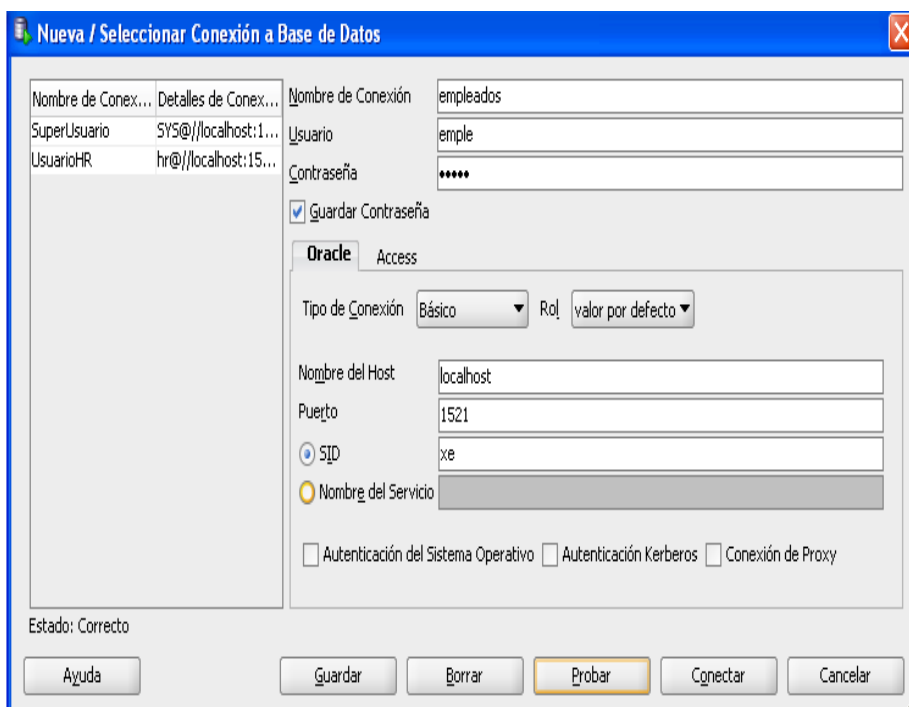 Nueva / Seleccionar Conexión a Base de Datos
Nombre de Conex... Detalles de Conex...
SuperUsuario SYS@//localhost:1...
UsuarioHR hr@//localhost:15...
Nombre de Conexión empleados
Usuario emple
Contraseña •••••
Guardar Contraseña
Oracle Access
Tipo de Conexión Básico Rol valor por defecto
Nombre del Host localhost
Puerto 1521
SID xe
Nombre del Servicio
Autenticación del Sistema Operativo Autenticación Kerberos Conexión de Proxy
Estado: Correcto
Ayuda Guardar Borrar Probar Conectar Cancelar